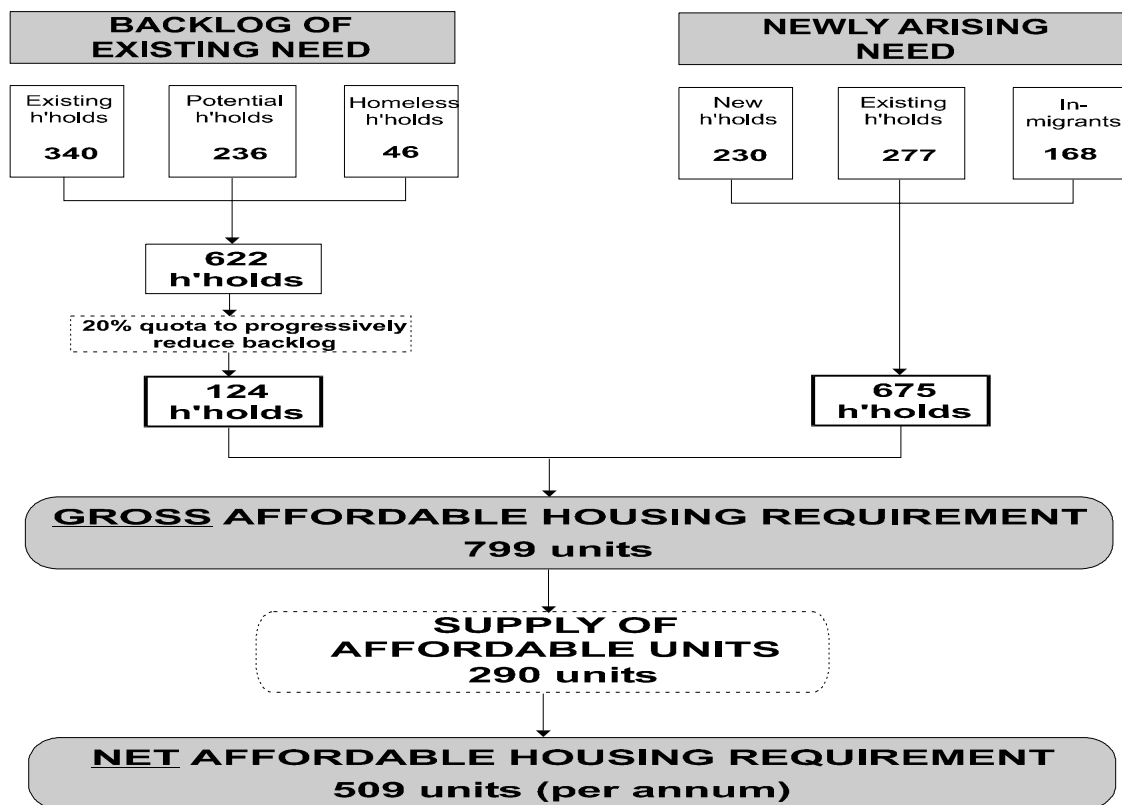 BACKLOG OF
EXISTING NEED
Existing
h'holds
340
Potential
h'holds
236
Homeless
h'holds
46
622
h'holds
20% quota to progressively
reduce backlog
124
h'holds
NEWLY ARISING
NEED
New
h'holds
230
Existing
h'holds
277
In-
migrants
168
675
h'holds
GROSS AFFORDABLE HOUSING REQUIREMENT
799 units
SUPPLY OF
AFFORDABLE UNITS
290 units
NET AFFORDABLE HOUSING REQUIREMENT
509 units (per annum)